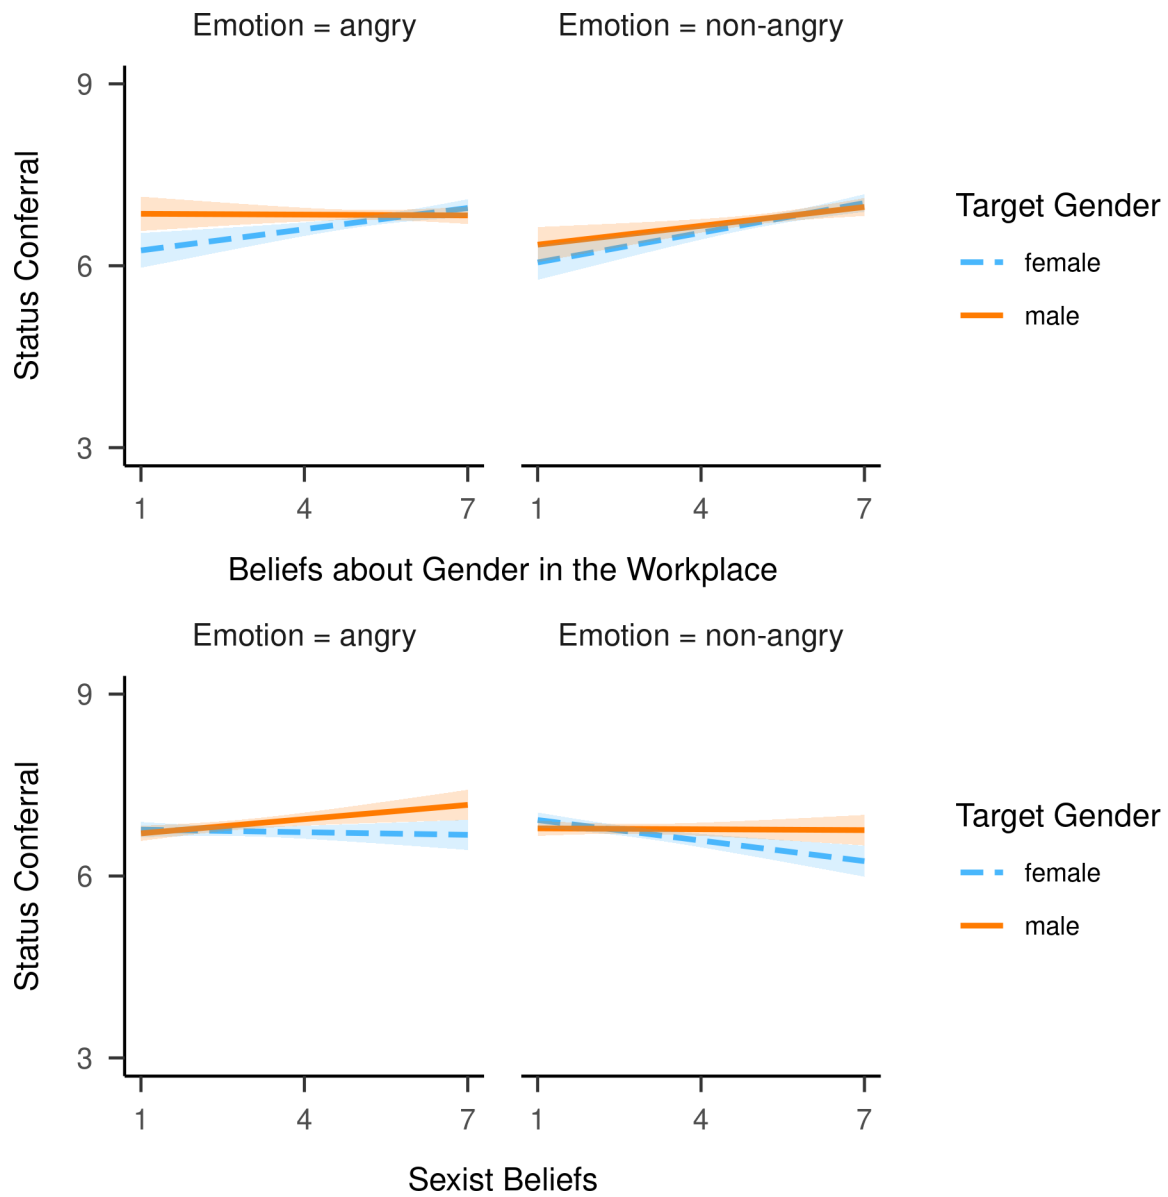 Emotion = angry
Emotion = non-angry
9
6
3
Status Conferral
1
4
7
1
4
7
Beliefs about Gender in the Workplace
Target Gender
female
male
Emotion = angry
Emotion = non-angry
9
6
3
Status Conferral
1
4
7
1
4
7
Sexist Beliefs
Target Gender
female
male